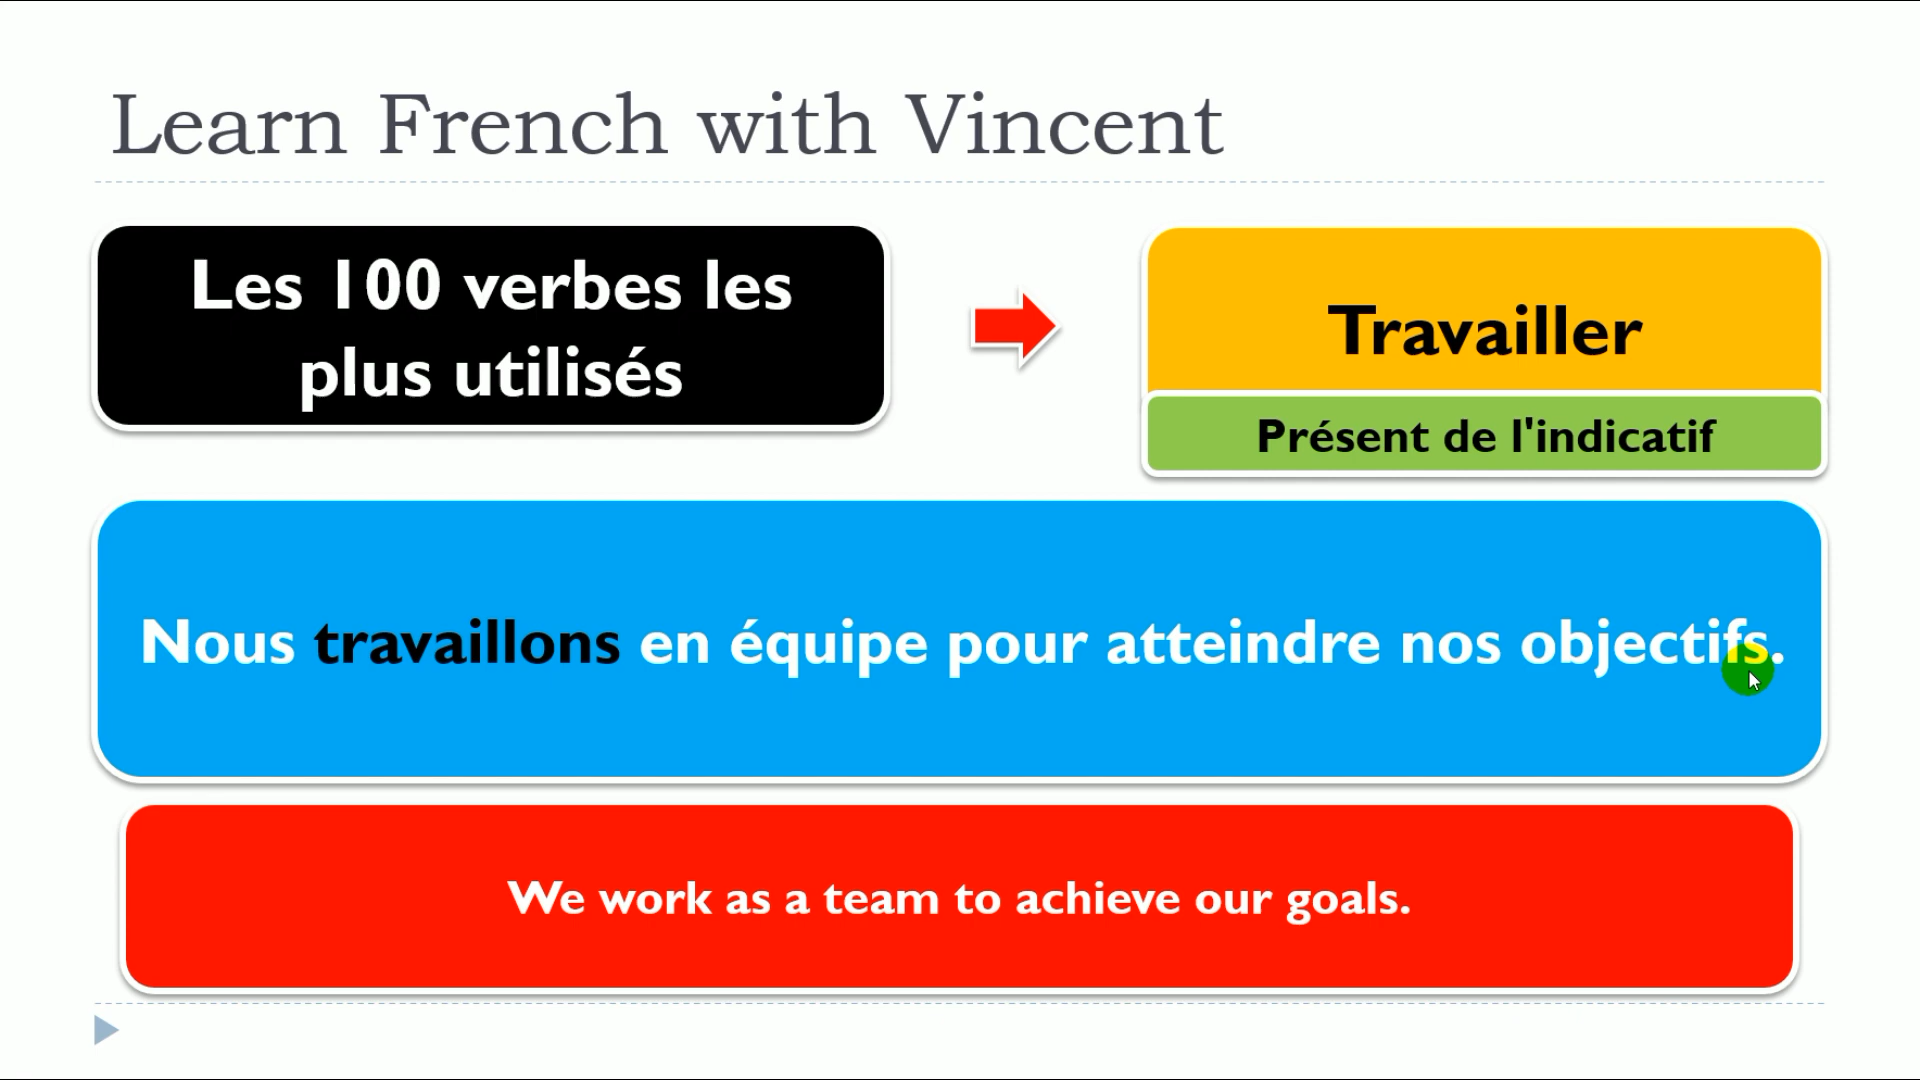 Learn French with Vincent
Les 100 verbes les
plus utilisés
Travailler
Présent de l'indicatif
Nous travaillons en équipe pour atteindre nos objectifs.
We work as a team to achieve our goals.